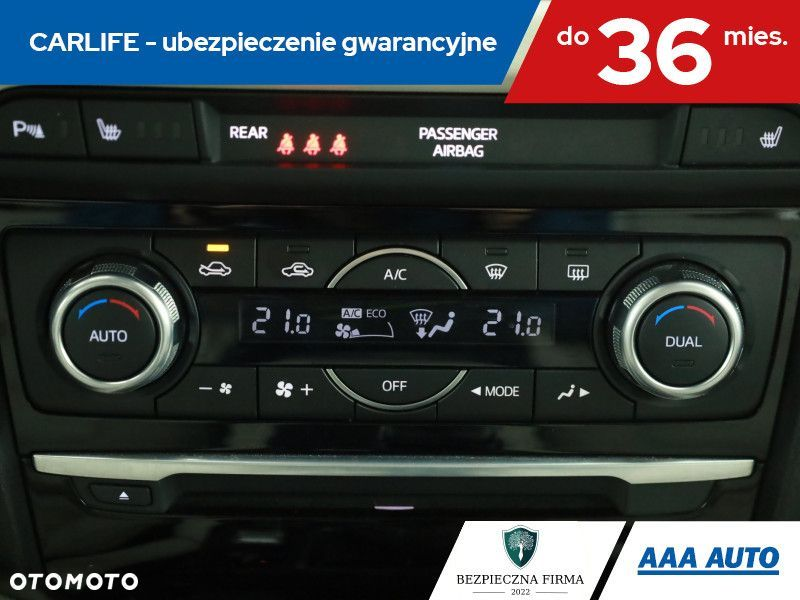 CARLIFE - ubezpieczenie gwarancyjne
do 36 mies.
P
REAR
PASSENGER
AIRBAG
A/C
AUTO
21.0
A/C ECO
21.0
DUAL
- +
OFF
◀ MODE
▶
OTOMOTO
BEZPIECZNA FIRMA
2022
AAA AUTO